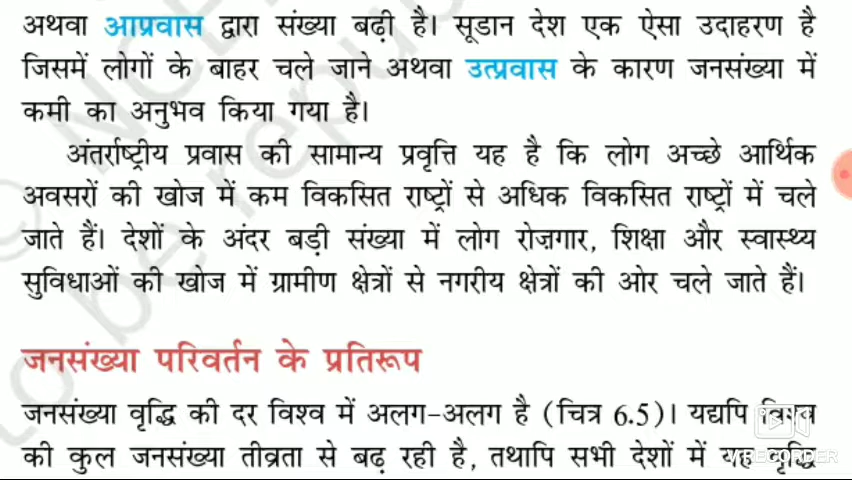 अथवा आप्रवास द्वारा संख्या बढ़ी है। सूडान देश एक ऐसा उदाहरण है
जिसमें लोगों के बाहर चले जाने अथवा उत्प्रवास के कारण जनसंख्या में
कमी का अनुभव किया गया है।
अंतर्राष्ट्रीय प्रवास की सामान्य प्रवृत्ति यह है कि लोग अच्छे आर्थिक
अवसरों की खोज में कम विकसित राष्ट्रों से अधिक विकसित राष्ट्रों में चले
जाते हैं। देशों के अंदर बड़ी संख्या में लोग रोज़गार, शिक्षा और स्वास्थ्य
सुविधाओं की खोज में ग्रामीण क्षेत्रों से नगरीय क्षेत्रों की ओर चले जाते हैं।
जनसंख्या परिवर्तन के प्रतिरूप
जनसंख्या वृद्धि की दर विश्व में अलग-अलग है (चित्र 6.5)। यद्यपि विश्व
की कुल जनसंख्या तीव्रता से बढ़ रही है, तथापि सभी देशों में यह वृद्धि